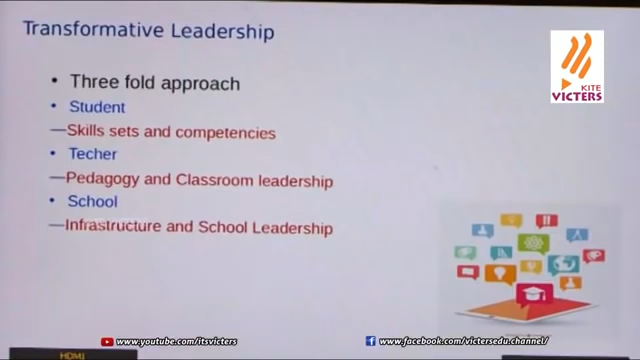 Transformative Leadership
• Three fold approach
• Student
—Skills sets and competencies
• Techer
—Pedagogy and Classroom leadership
• School
—Infrastructure and School Leadership
KITE
VICTERS
www.youtube.com/itsvicters
www.facebook.com/victersedu.channel/
HDMI